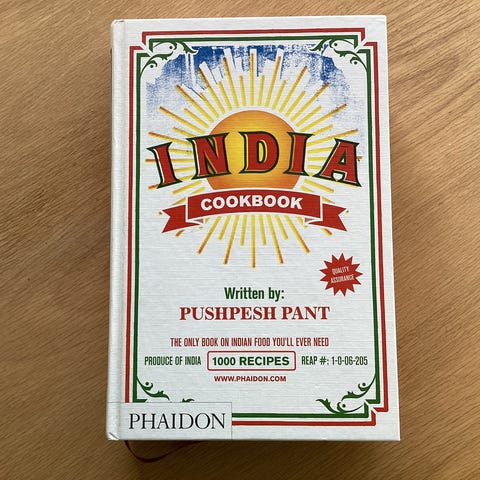 INDIA
COOKBOOK
QUALITY
ASSURANCE
Written by:
PUSHPESH PANT
THE ONLY BOOK ON INDIAN FOOD YOU'LL EVER NEED
PRODUCE OF INDIA 1000 RECIPES REAP #: 1-0-06-205
WWW.PHAIDON.COM
PHAIDON